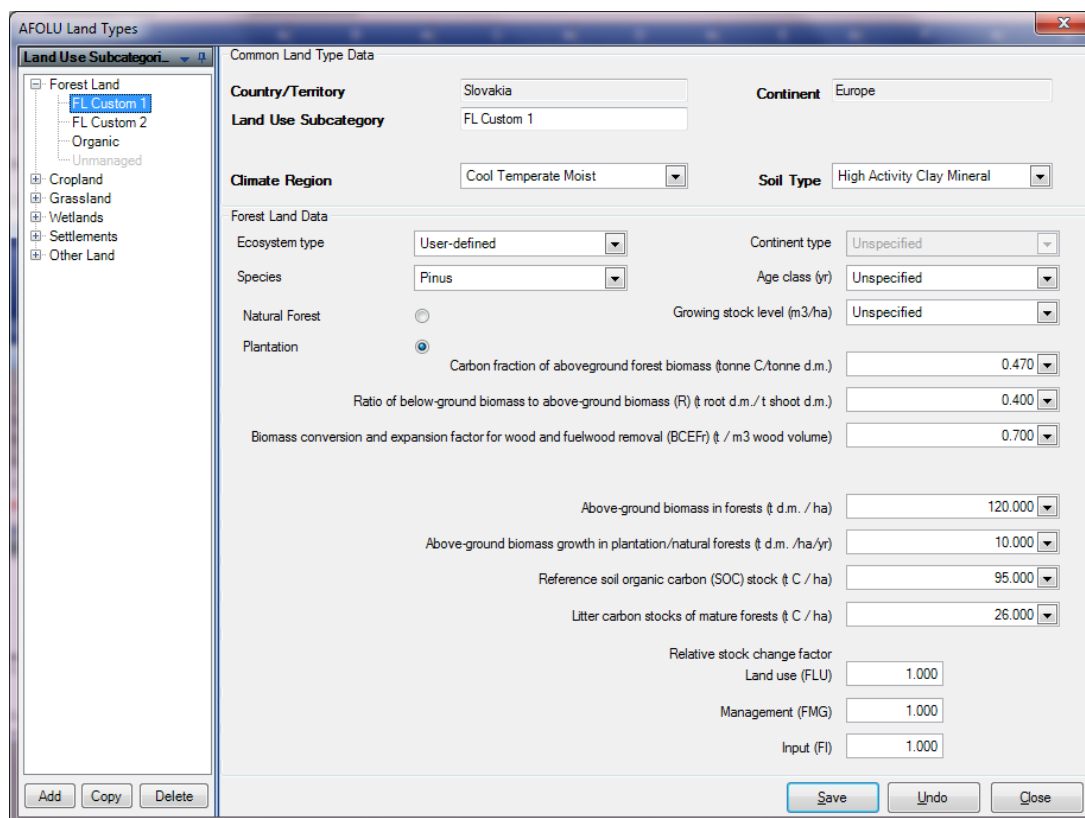 AFOLU Land Types
Land Use Subcategori...
Forest Land
FL Custom 1
FL Custom 2
Organic
Unmanaged
Cropland
Grassland
Wetlands
Settlements
Other Land
Add Copy Delete
Common Land Type Data
Country/Territory Slovakia Continent Europe
Land Use Subcategory FL Custom 1
Climate Region Cool Temperate Moist Soil Type High Activity Clay Mineral
Forest Land Data
Ecosystem type User-defined Continent type Unspecified
Species Pinus Age class (yr) Unspecified
Natural Forest Growing stock level (m3/ha) Unspecified
Plantation
Carbon fraction of aboveground forest biomass (tonne C/tonne d.m.) 0.470
Ratio of below-ground biomass to above-ground biomass (R) (t root d.m./ t shoot d.m.) 0.400
Biomass conversion and expansion factor for wood and fuelwood removal (BCEFr) (t / m3 wood volume) 0.700
Above-ground biomass in forests (t d.m. / ha) 120.000
Above-ground biomass growth in plantation/natural forests (t d.m. /ha/yr) 10.000
Reference soil organic carbon (SOC) stock (t C / ha) 95.000
Litter carbon stocks of mature forests (t C / ha) 26.000
Relative stock change factor
Land use (FLU) 1.000
Management (FMG) 1.000
Input (FI) 1.000
Save Undo Close